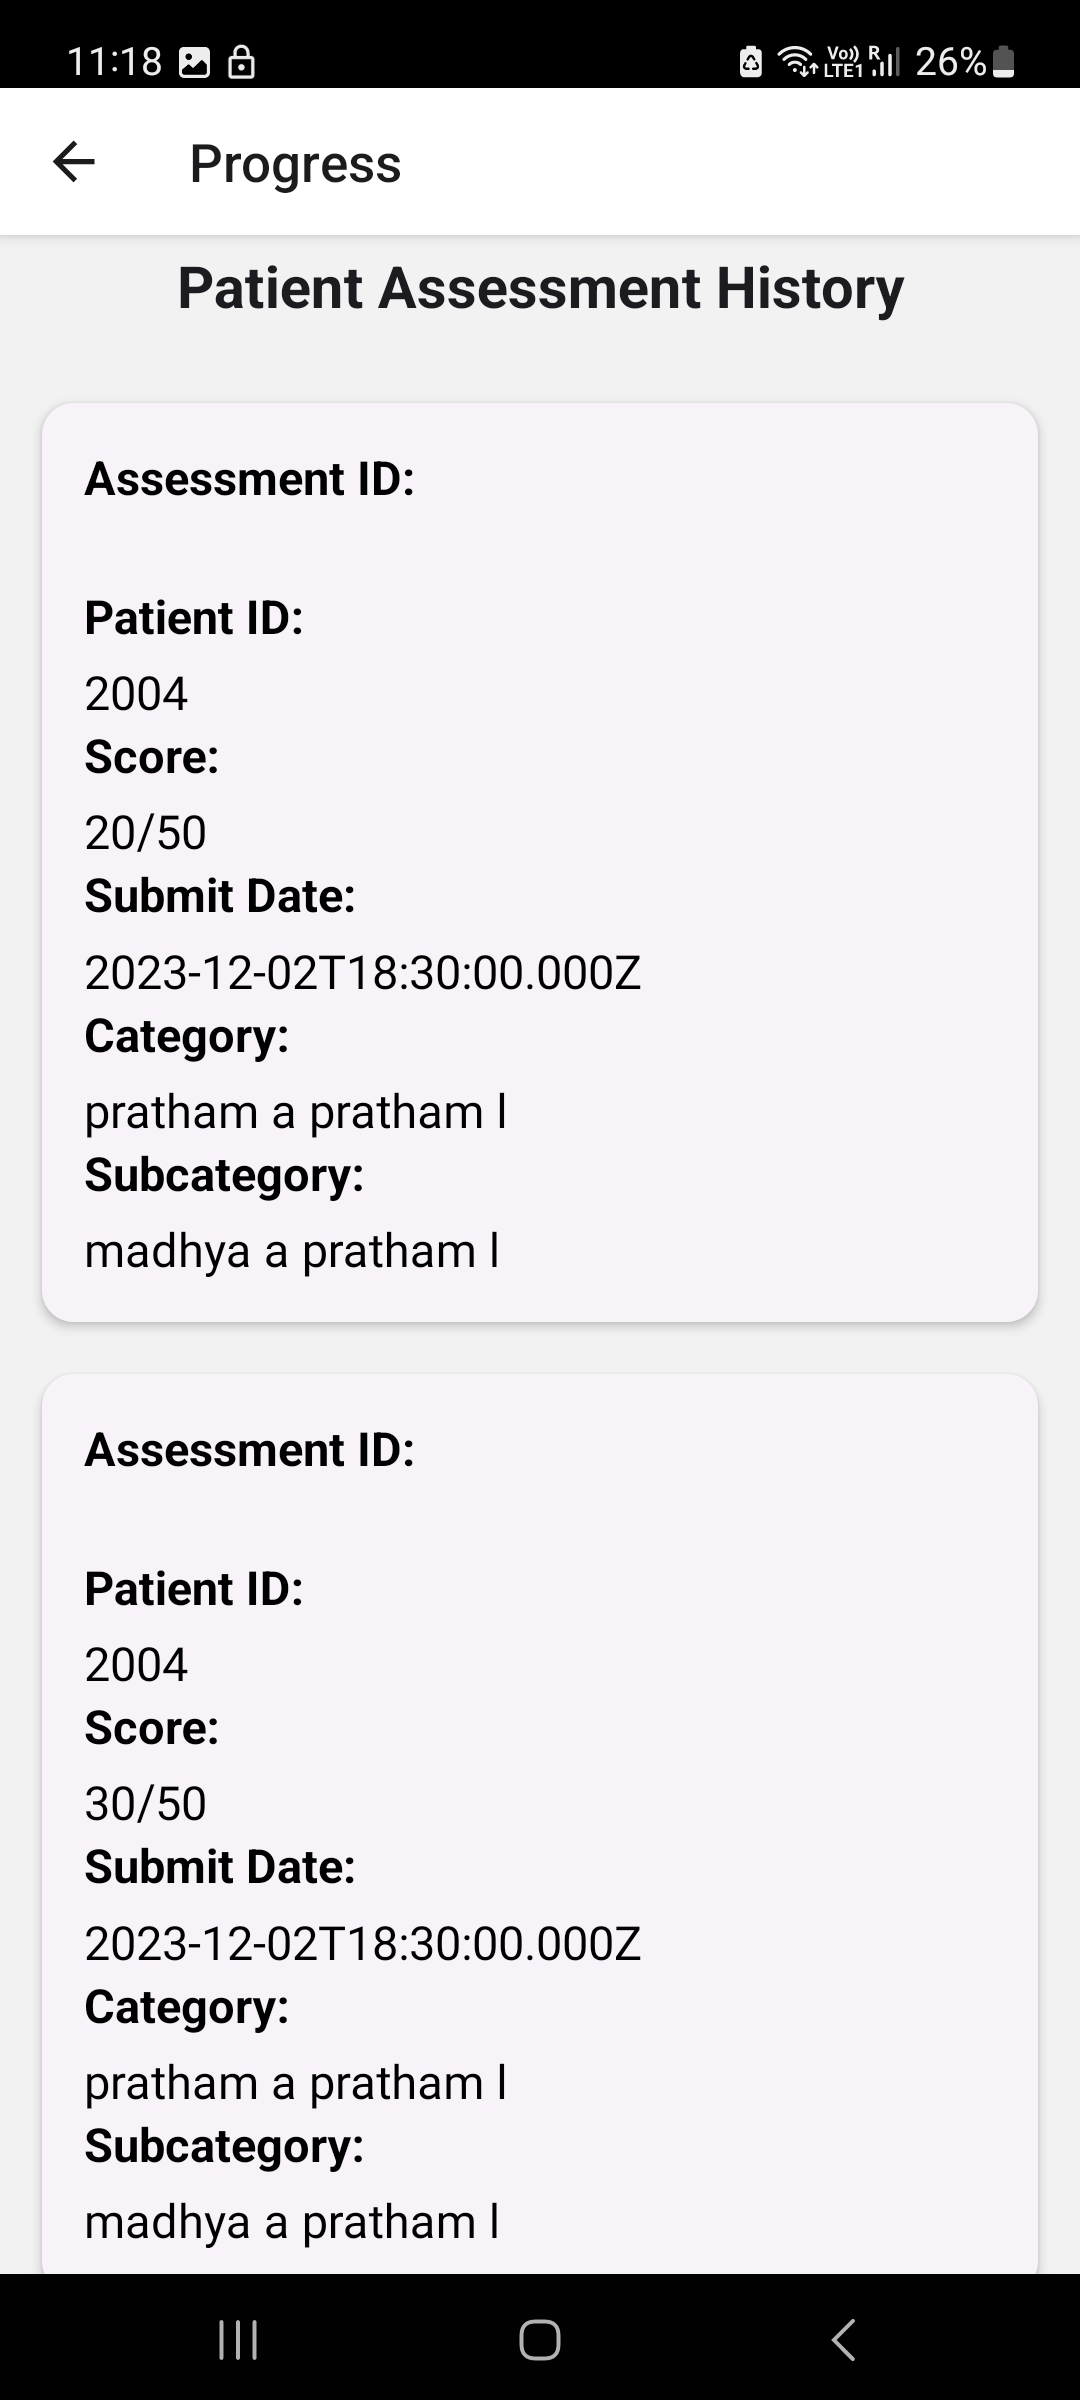 11:18 Vo)) LTE1 R 26%
Progress
Patient Assessment History
Assessment ID:
Patient ID:
2004
Score:
20/50
Submit Date:
2023-12-02T18:30:00.000Z
Category:
pratham a pratham l
Subcategory:
madhya a pratham l
Assessment ID:
Patient ID:
2004
Score:
30/50
Submit Date:
2023-12-02T18:30:00.000Z
Category:
pratham a pratham l
Subcategory:
madhya a pratham l